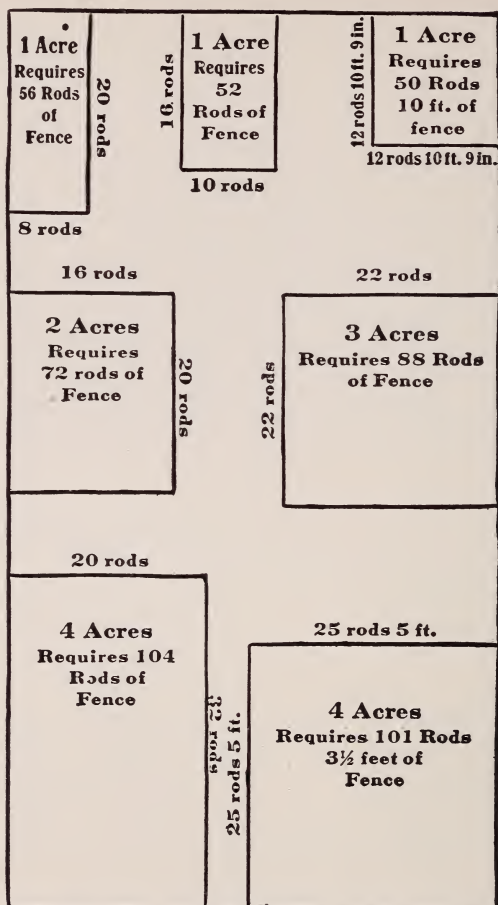 1 Acre
Requires
56 Rods
of
Fence
20 rods
8 rods
16 rods
1 Acre
Requires
52
Rods of
Fence
10 rods
12 rods 10 ft. 9 in.
1 Acre
Requires
50 Rods
10 ft. of
fence
12 rods 10 ft. 9 in.
16 rods
2 Acres
Requires
72 rods of
Fence
20 rods
22 rods
22 rods
3 Acres
Requires 88 Rods
of Fence
20 rods
4 Acres
Requires 104
Rods of
Fence
32 rods
25 rods 5 ft.
25 rods 5 ft.
4 Acres
Requires 101 Rods
3½ feet of
Fence